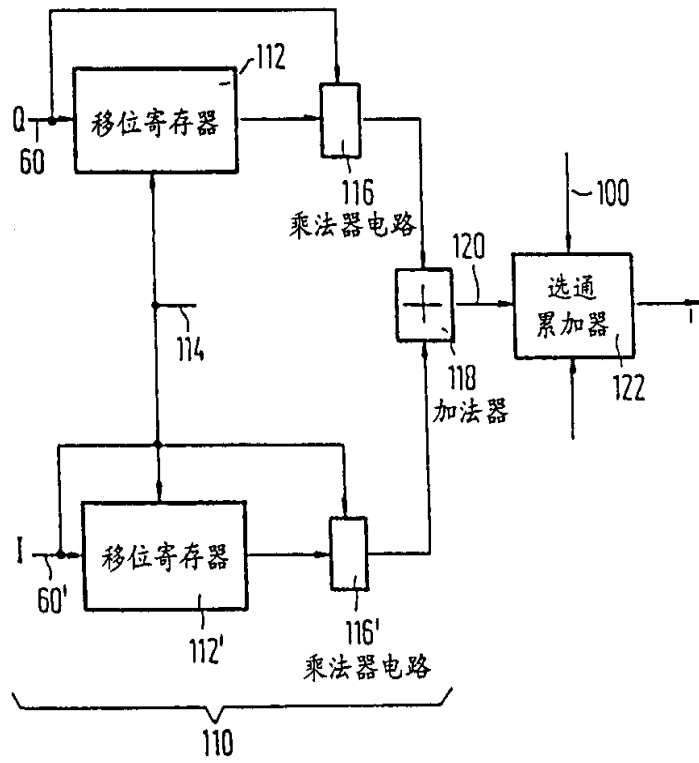 112
Q
移位寄存器
60
116
乘法器电路
100
120
选通
累加器
114
118
加法器
122
I
移位寄存器
60'
112'
116'
乘法器电路
110